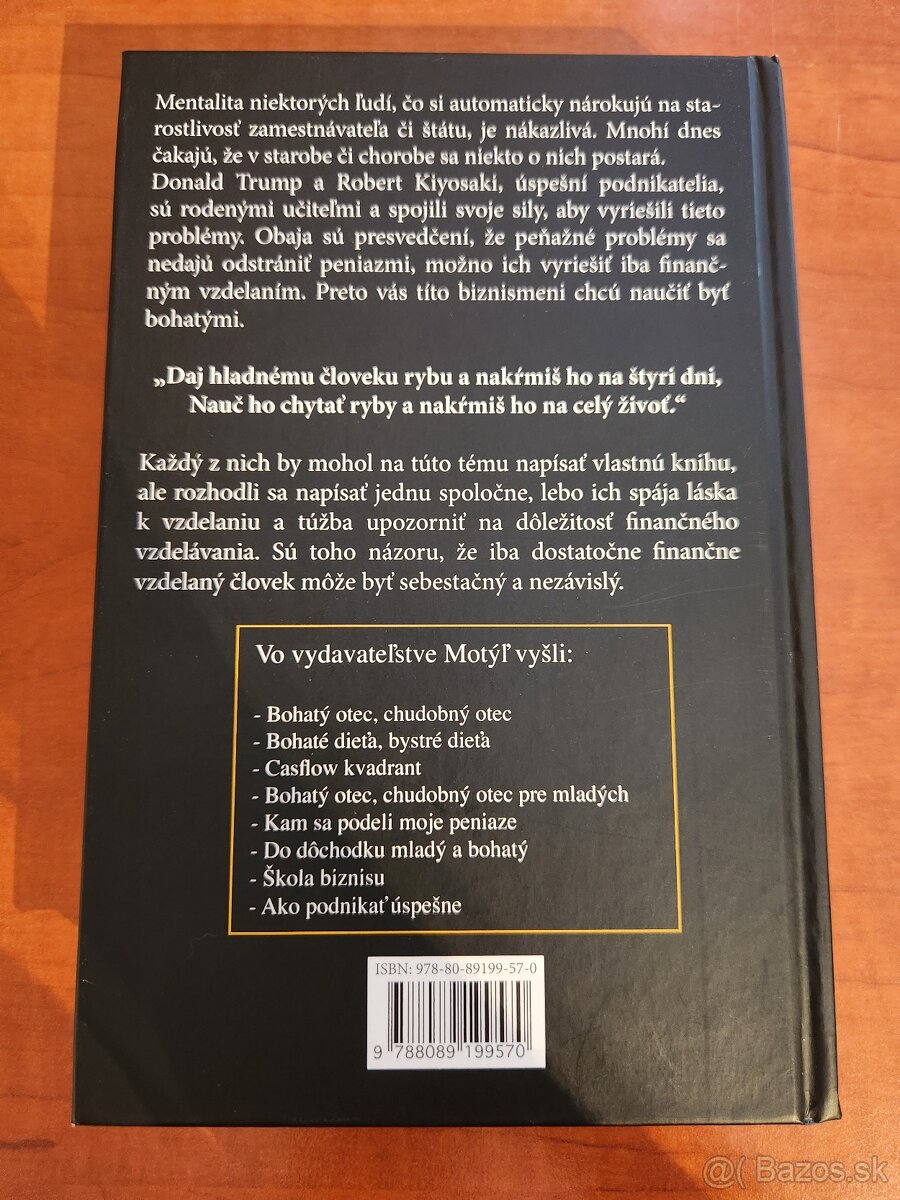 Mentalita niektorých ľudí, čo si automaticky nárokujú na sta-
rostlivosť zamestnávateľa či štátu, je nákazlivá. Mnohí dnes
čakajú, že v starobe či chorobe sa niekto o nich postará.
Donald Trump a Robert Kiyosaki, úspešní podnikatelia,
sú rodenými učiteľmi a spojili svoje sily, aby vyriešili tieto
problémy. Obaja sú presvedčení, že peňažné problémy sa
nedajú odstrániť peniazmi, možno ich vyriešiť iba finanč-
ným vzdelaním. Preto vás títo biznismeni chcú naučiť byť
bohatými.
„Daj hladnému človeku rybu a nakŕmiš ho na štyri dni,
Nauč ho chytať ryby a nakŕmiš ho na celý život.“
Každý z nich by mohol na túto tému napísať vlastnú knihu,
ale rozhodli sa napísať jednu spoločne, lebo ich spája láska
k vzdelaniu a túžba upozorniť na dôležitosť finančného
vzdelávania. Sú toho názoru, že iba dostatočne finančne
vzdelaný človek môže byť sebestačný a nezávislý.
Vo vydavateľstve Motýľ vyšli:
- Bohatý otec, chudobný otec
- Bohaté dieťa, bystré dieťa
- Casflow kvadrant
- Bohatý otec, chudobný otec pre mladých
- Kam sa podeli moje peniaze
- Do dôchodku mladý a bohatý
- Škola biznisu
- Ako podnikať úspešne
ISBN: 978-80-89199-57-0
9 788089 199570
@( Bazos.sk